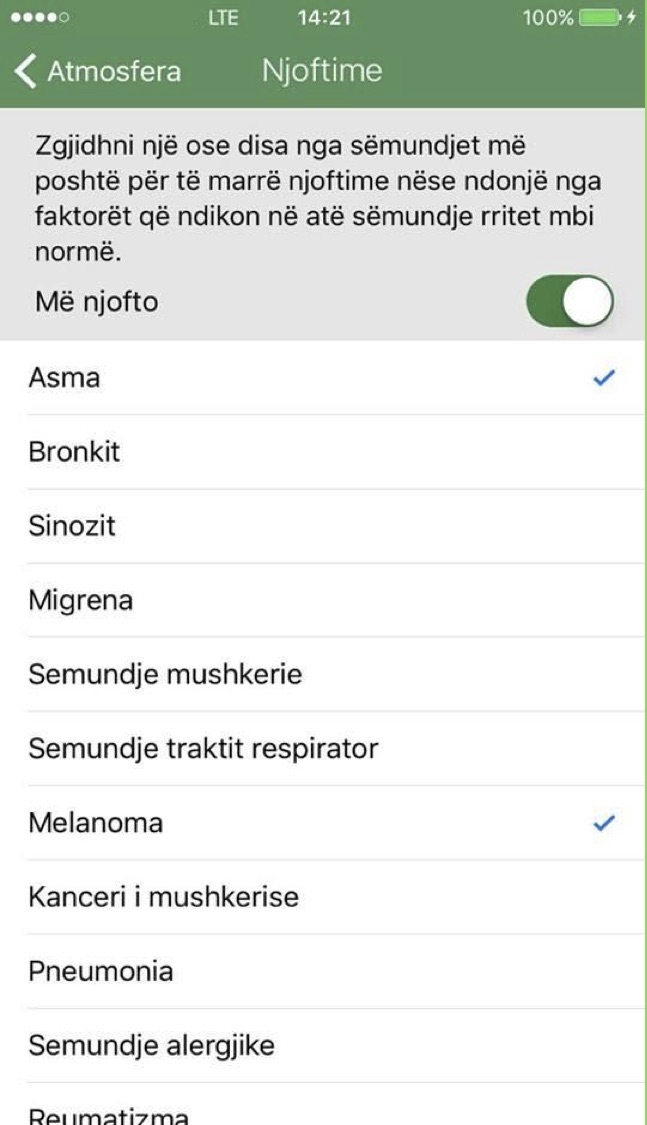 LTE 14:21 100%
Atmosfera Njoftime
Zgjidhni një ose disa nga sëmundjet më
poshtë për të marrë njoftime nëse ndonjë nga
faktorët që ndikon në atë sëmundje rritet mbi
normë.
Më njofto
Asma
Bronkit
Sinozit
Migrena
Semundje mushkerie
Semundje traktit respirator
Melanoma
Kanceri i mushkerise
Pneumonia
Semundje alergjike
Reumatizma